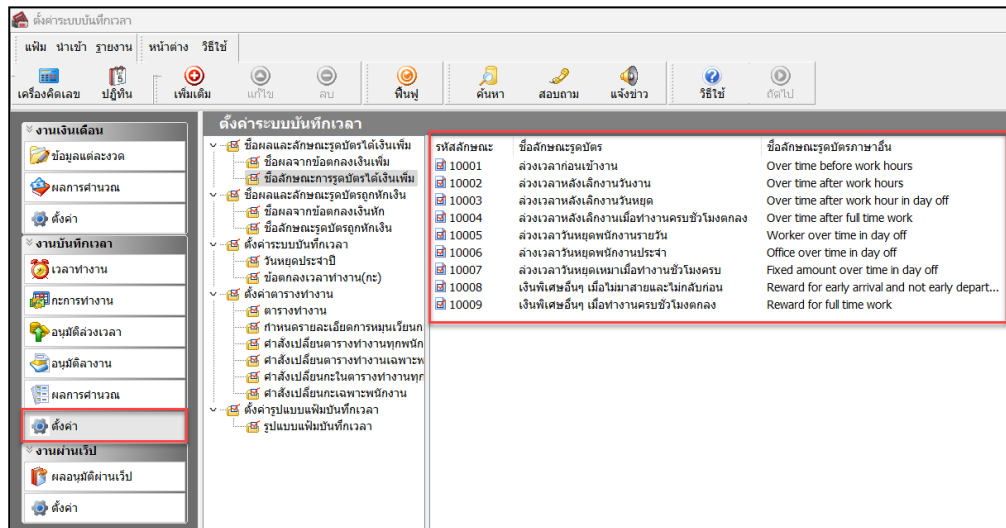 ตั้งค่าระบบบันทึกเวลา
แฟ้ม นำเข้า รายงาน หน้าต่าง วิธีใช้
เครื่องคิดเลข ปฏิทิน เพิ่มเติม แก้ไข ลบ ฟื้นฟู ค้นหา สอบถาม แจ้งข่าว วิธีใช้ ถัดไป
งานเงินเดือน
ข้อมูลแต่ละงวด
ผลการคำนวณ
ตั้งค่า
งานบันทึกเวลา
เวลาทำงาน
กะการทำงาน
อนุมัติล่วงเวลา
อนุมัติลางาน
ผลการคำนวณ
ตั้งค่า
งานผ่านเว็ป
ผลอนุมัติผ่านเว็ป
ตั้งค่า
ตั้งค่าระบบบันทึกเวลา
ชื่อผลและลักษณะรูดบัตรได้เงินเพิ่ม
ชื่อผลจากข้อตกลงเงินเพิ่ม
ชื่อลักษณะการรูดบัตรได้เงินเพิ่ม
ชื่อผลและลักษณะรูดบัตรถูกหักเงิน
ชื่อผลจากข้อตกลงเงินหัก
ชื่อลักษณะรูดบัตรถูกหักเงิน
ตั้งค่าระบบบันทึกเวลา
วันหยุดประจำปี
ข้อตกลงเวลาทำงาน(กะ)
ตั้งค่าตารางทำงาน
ตารางทำงาน
กำหนดรายละเอียดการหมุนเวียนก
คำสั่งเปลี่ยนตารางทำงานทุกพนัก
คำสั่งเปลี่ยนตารางทำงานเฉพาะพ
คำสั่งเปลี่ยนกะในตารางทำงานทุก
คำสั่งเปลี่ยนกะเฉพาะพนักงาน
ตั้งค่ารูปแบบแฟ้มบันทึกเวลา
รูปแบบแฟ้มบันทึกเวลา
รหัสลักษณะ ชื่อลักษณะรูดบัตร ชื่อลักษณะรูดบัตรภาษาอื่น
10001 ล่วงเวลาก่อนเข้างาน Over time before work hours
10002 ล่วงเวลาหลังเลิกงานวันงาน Over time after work hours
10003 ล่วงเวลาหลังเลิกงานวันหยุด Over time after work hour in day off
10004 ล่วงเวลาหลังเลิกงานเมื่อทำงานครบชั่วโมงตกลง Over time after full time work
10005 ล่วงเวลาวันหยุดพนักงานรายวัน Worker over time in day off
10006 ล่วงเวลาวันหยุดพนักงานประจำ Office over time in day off
10007 ล่วงเวลาวันหยุดเหมาเมื่อทำงานชั่วโมงครบ Fixed amount over time in day off
10008 เงินพิเศษอื่นๆ เมื่อไม่มาสายและไม่กลับก่อน Reward for early arrival and not early depart...
10009 เงินพิเศษอื่นๆ เมื่อทำงานครบชั่วโมงตกลง Reward for full time work